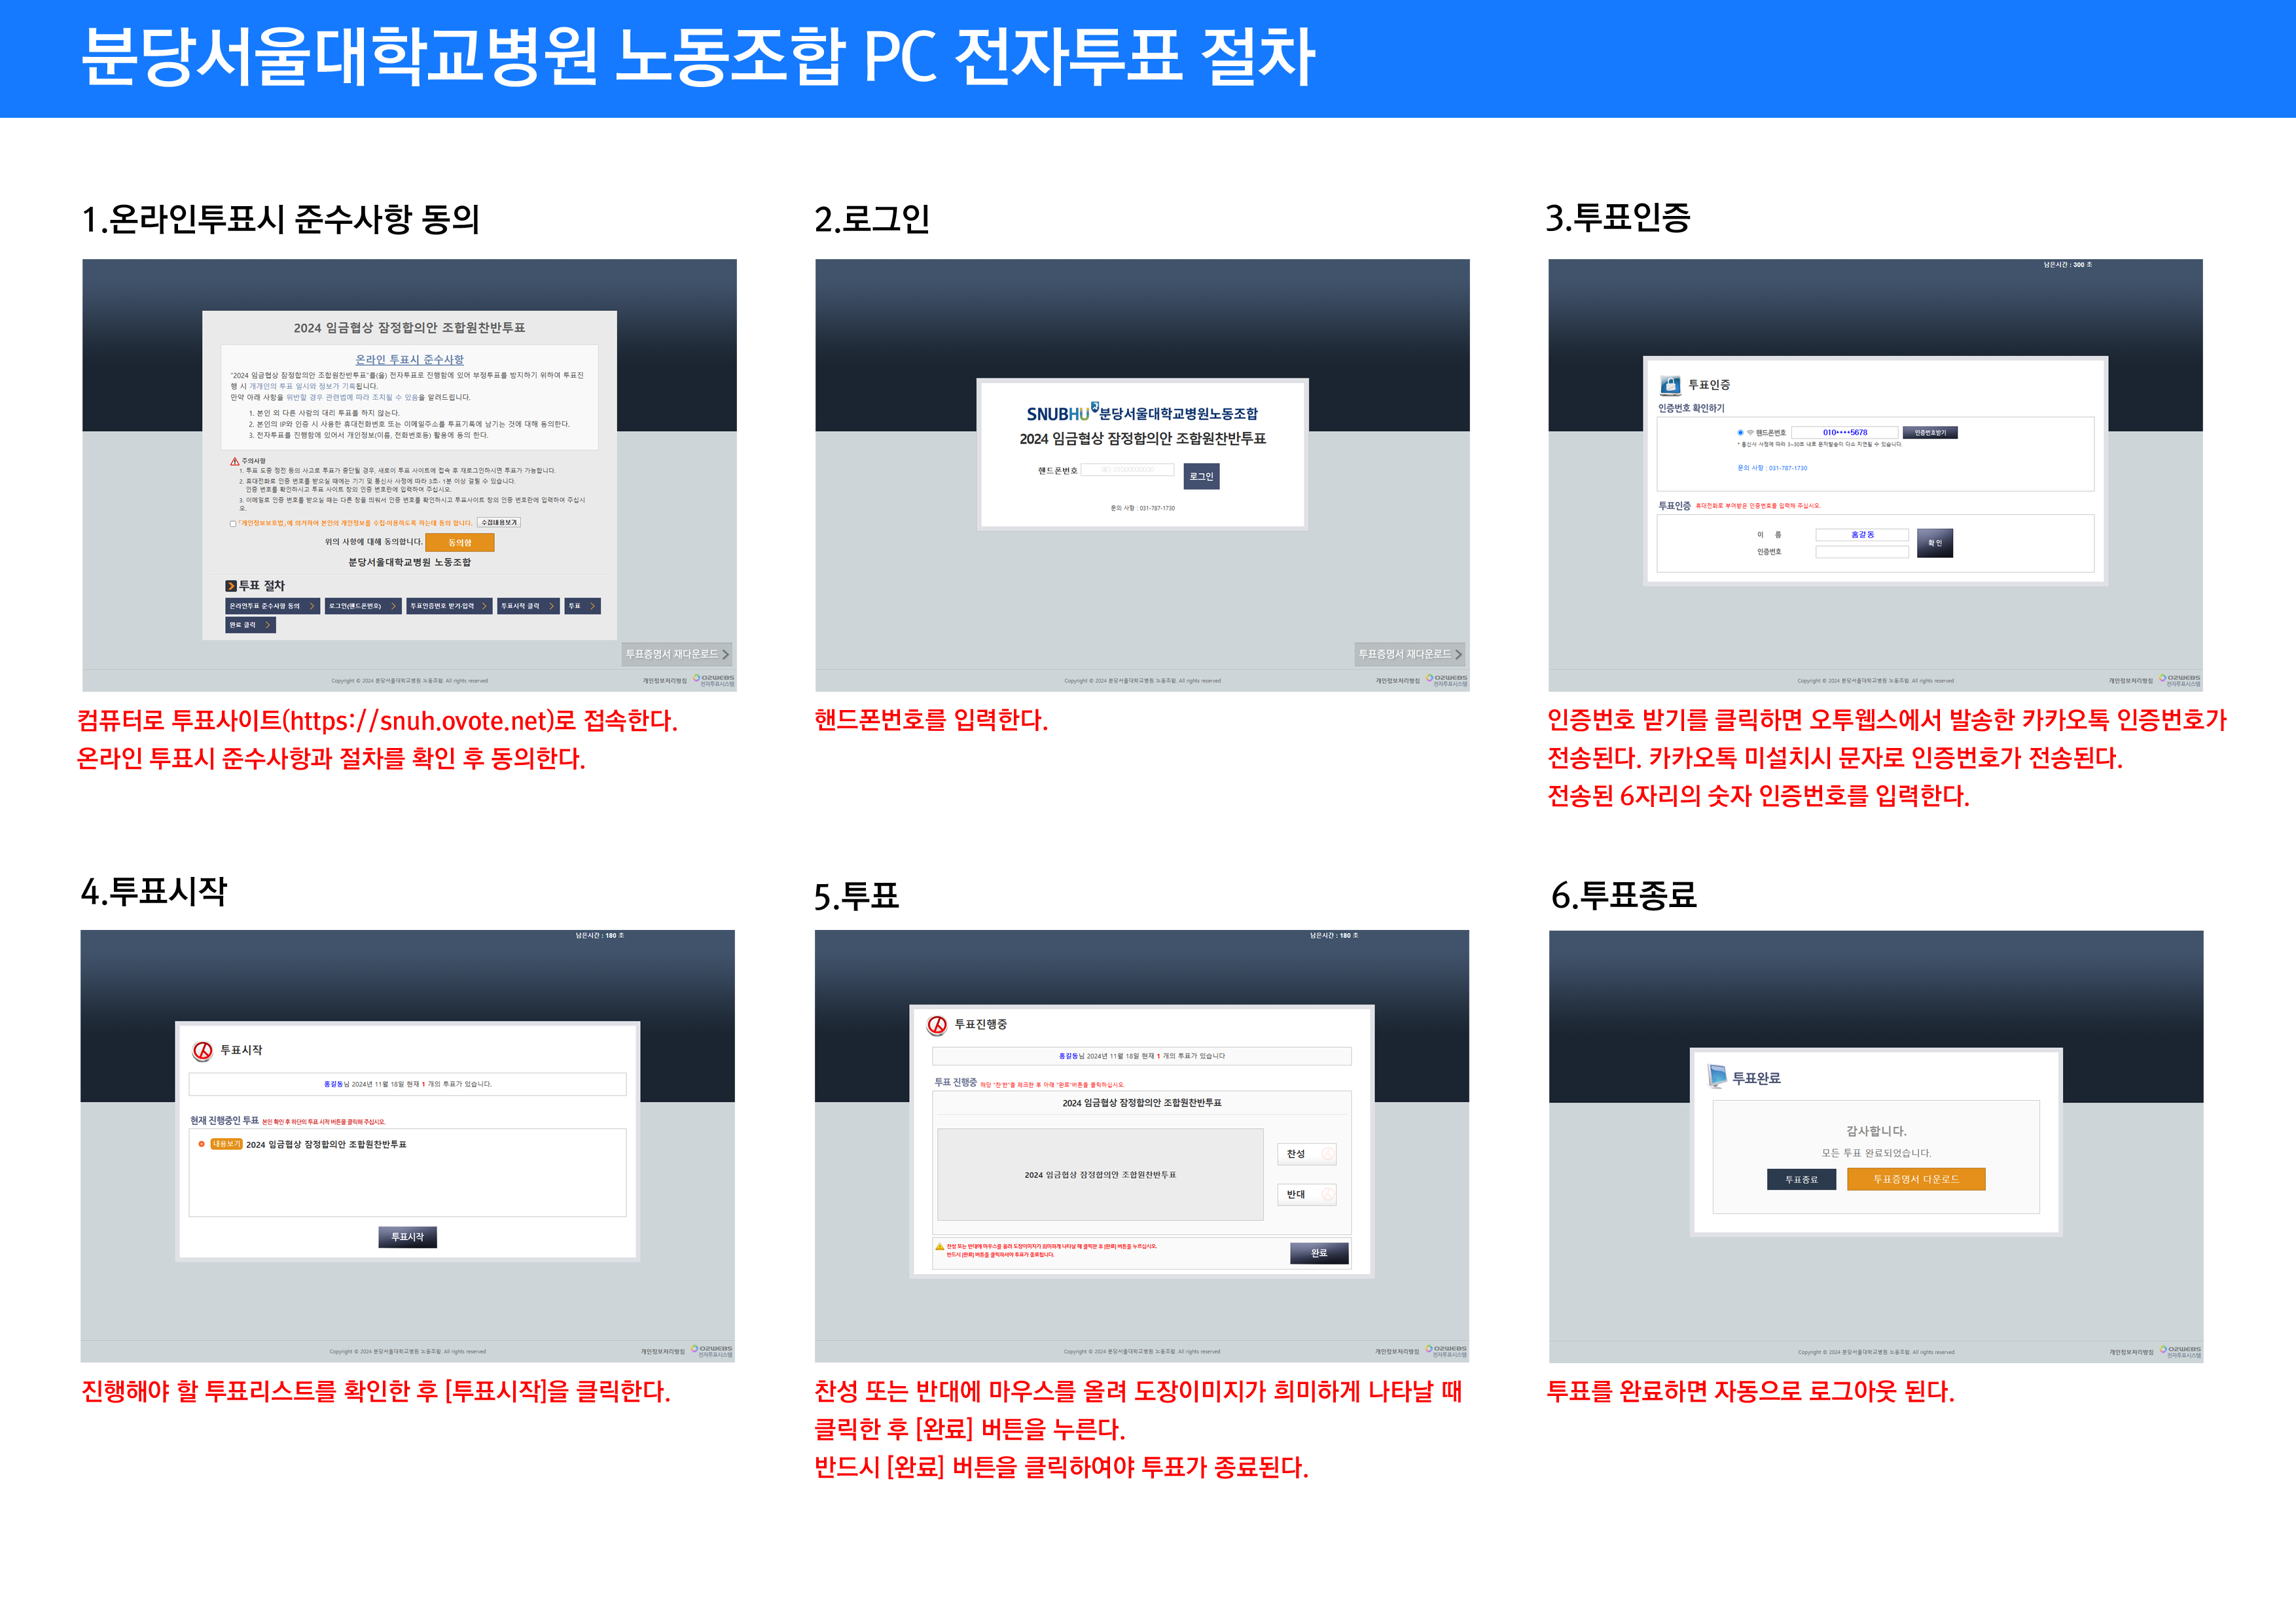 분당서울대학교병원 노동조합 PC 전자투표 절차
1.온라인투표시 준수사항 동의
2024 임금협상 잠정합의안 조합원찬반투표
온라인 투표시 준수사항
"2024 임금협상 잠정합의안 조합원찬반투표"를(을) 전자투표로 진행함에 있어 부정투표를 방지하기 위하여 투표진
행 시 개개인의 투표 일시와 정보가 기록됩니다.
만약 아래 사항을 위반할 경우 관련법에 따라 조치될 수 있음을 알려드립니다.
1. 본인 외 다른 사람의 대리 투표를 하지 않는다.
2. 본인의 IP와 인증 시 사용한 휴대전화번호 또는 이메일주소를 투표기록에 남기는 것에 대해 동의한다.
3. 전자투표를 진행함에 있어서 개인정보(이름, 전화번호등) 활용에 동의 한다.
주의사항
1. 투표 도중 정전 등의 사고로 투표가 중단될 경우, 새로이 투표 사이트에 접속 후 재로그인하시면 투표가 가능합니다.
2. 휴대전화로 인증 번호를 받으실 때에는 기기 및 통신사 사정에 따라 3초- 1분 이상 걸릴 수 있습니다.
인증 번호를 확인하시고 투표 사이트 창의 인증 번호란에 입력하여 주십시오.
3. 이메일로 인증 번호를 받으실 때는 다른 창을 띄워서 인증 번호를 확인하시고 투표사이트 창의 인증 번호란에 입력하여 주십시
오.
「개인정보보호법」에 의거하여 본인의 개인정보를 수집·이용하도록 하는데 동의 합니다. 수집내용보기
위의 사항에 대해 동의합니다. 동의함
분당서울대학교병원 노동조합
투표 절차
온라인투표 준수사항 동의 로그인(핸드폰번호) 투표인증번호 받기·입력 투표시작 클릭 투표
완료 클릭
투표증명서 재다운로드
Copyright © 2024 분당서울대학교병원 노동조합. All rights reserved 개인정보처리방침 O2WEBS
전자투표시스템
컴퓨터로 투표사이트(https://snuh.ovote.net)로 접속한다.
온라인 투표시 준수사항과 절차를 확인 후 동의한다.
2.로그인
SNUBHU 분당서울대학교병원노동조합
2024 임금협상 잠정합의안 조합원찬반투표
핸드폰번호 예) 01000000000 로그인
문의 사항 : 031-787-1730
투표증명서 재다운로드
Copyright © 2024 분당서울대학교병원 노동조합. All rights reserved 개인정보처리방침 O2WEBS
전자투표시스템
핸드폰번호를 입력한다.
3.투표인증
남은시간 : 300 초
투표인증
인증번호 확인하기
핸드폰번호 010••••5678 인증번호받기
* 통신사 사정에 따라 3~30초 내로 문자발송이 다소 지연될 수 있습니다.
문의 사항 : 031-787-1730
투표인증 휴대전화로 부여받은 인증번호를 입력해 주십시오.
이 름 홍길동
인증번호
확 인
Copyright © 2024 분당서울대학교병원 노동조합. All rights reserved 개인정보처리방침 O2WEBS
전자투표시스템
인증번호 받기를 클릭하면 오투웹스에서 발송한 카카오톡 인증번호가
전송된다. 카카오톡 미설치시 문자로 인증번호가 전송된다.
전송된 6자리의 숫자 인증번호를 입력한다.
4.투표시작
남은시간 : 180 초
투표시작
홍길동님 2024년 11월 18일 현재 1 개의 투표가 있습니다.
현재 진행중인 투표 본인 확인 후 하단의 투표 시작 버튼을 클릭해 주십시오.
내용보기 2024 임금협상 잠정합의안 조합원찬반투표
투표시작
Copyright © 2024 분당서울대학교병원 노동조합. All rights reserved 개인정보처리방침 O2WEBS
전자투표시스템
진행해야 할 투표리스트를 확인한 후 [투표시작]을 클릭한다.
5.투표
남은시간 : 180 초
투표진행중
홍길동님 2024년 11월 18일 현재 1 개의 투표가 있습니다
투표 진행중 해당 "찬·반"을 체크한 후 아래 "완료"버튼을 클릭하십시오.
2024 임금협상 잠정합의안 조합원찬반투표
2024 임금협상 잠정합의안 조합원찬반투표
찬성
반대
찬성 또는 반대에 마우스를 올려 도장이미지가 희미하게 나타날 때 클릭한 후 [완료] 버튼을 누르십시오.
반드시 [완료] 버튼을 클릭하셔야 투표가 종료됩니다.
완료
Copyright © 2024 분당서울대학교병원 노동조합. All rights reserved 개인정보처리방침 O2WEBS
전자투표시스템
찬성 또는 반대에 마우스를 올려 도장이미지가 희미하게 나타날 때
클릭한 후 [완료] 버튼을 누른다.
반드시 [완료] 버튼을 클릭하여야 투표가 종료된다.
6.투표종료
투표완료
감사합니다.
모든 투표 완료되었습니다.
투표종료 투표증명서 다운로드
Copyright © 2024 분당서울대학교병원 노동조합. All rights reserved 개인정보처리방침 O2WEBS
전자투표시스템
투표를 완료하면 자동으로 로그아웃 된다.